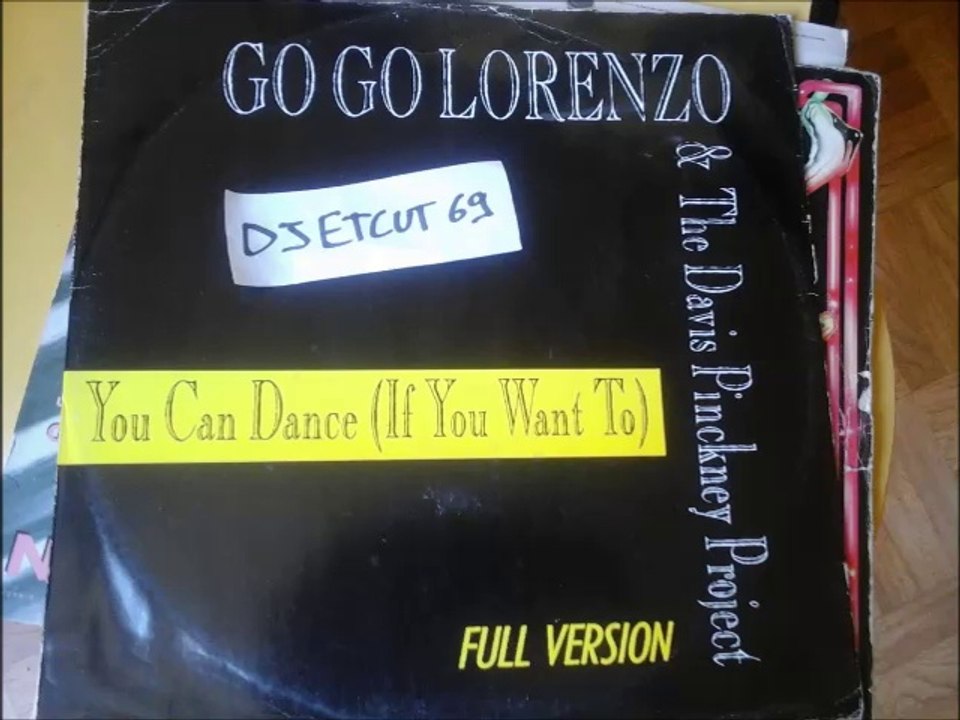 GO GO LORENZO
& The Davis Pinckney Project
DJ ETCUT 69
You Can Dance (If You Want To)
FULL VERSION
N